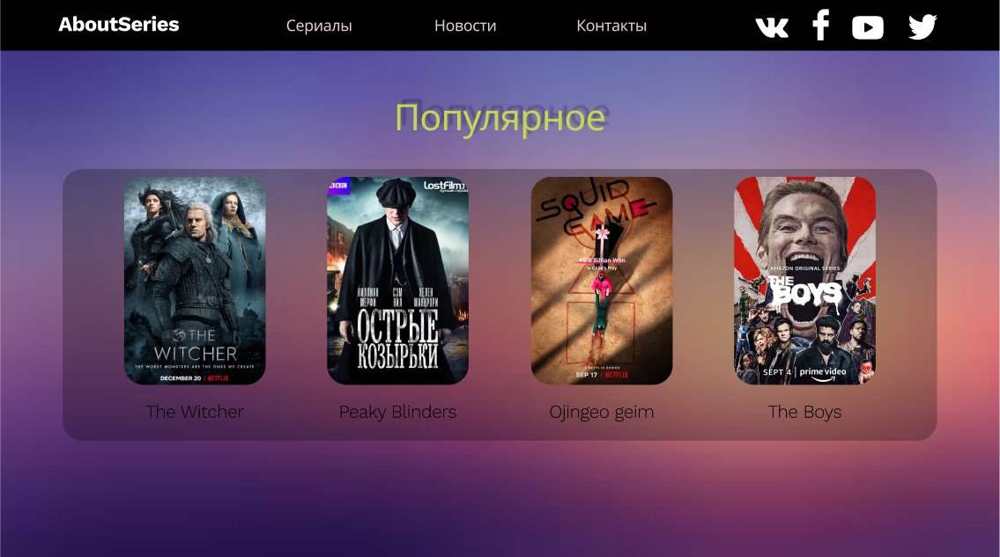 AboutSeries
Сериалы
Новости
Контакты
Популярное
THE
WITCHER
THE WORST MONSTERS ARE THE ONES WE CREATE
DECEMBER 20 | NETFLIX
BBC
LostFilm
КИЛЛИАН МЕРФИ
СЭМ НИЛ
ХЕЛЕН МАККРОРИ
ОСТРЫЕ
КОЗЫРЬКИ
SQUID
GAME
45.6 Billion Won
is Child's Play
A NETFLIX SERIES
SEP 17 | NETFLIX
AMAZON ORIGINAL SERIES
THE
BOYS
SEPT 4 | prime video
The Witcher
Peaky Blinders
Ojingeo geim
The Boys